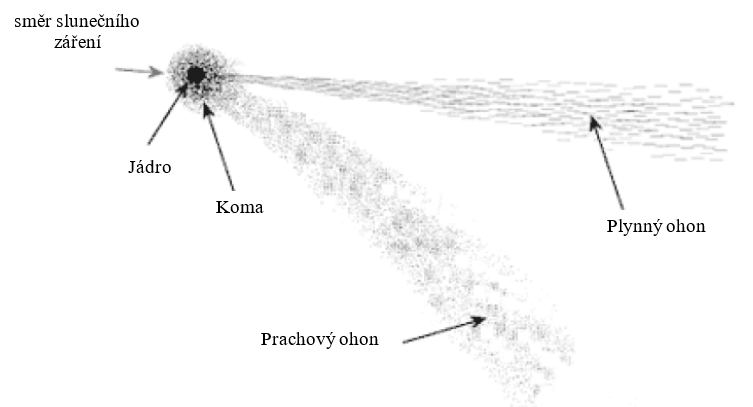 směr slunečního
záření
Jádro
Koma
Plynný ohon
Prachový ohon